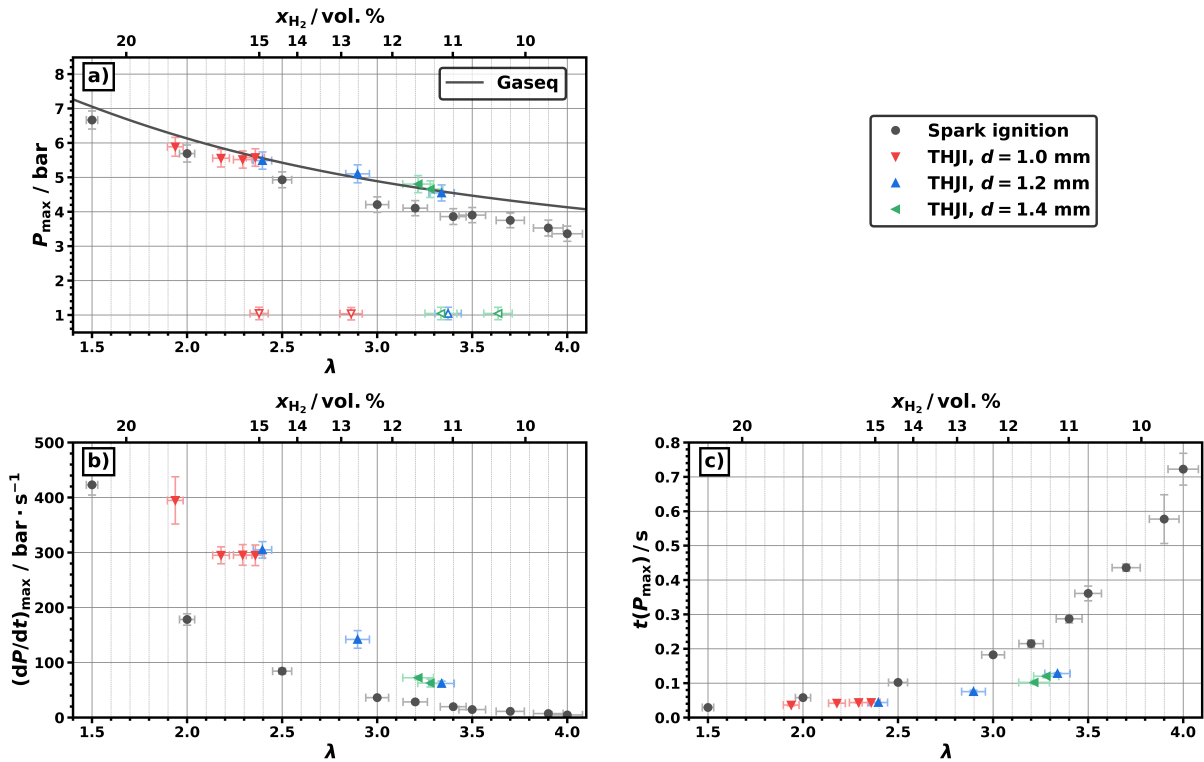 x_H₂ / vol. %
20 15 14 13 12 11 10
a)
Gaseq
P_max / bar
8
7
6
5
4
3
2
1
1.5 2.0 2.5 3.0 3.5 4.0
λ
Spark ignition
THJI, d = 1.0 mm
THJI, d = 1.2 mm
THJI, d = 1.4 mm
x_H₂ / vol. %
20 15 14 13 12 11 10
b)
(dP/dt)_max / bar · s⁻¹
500
400
300
200
100
0
1.5 2.0 2.5 3.0 3.5 4.0
λ
x_H₂ / vol. %
20 15 14 13 12 11 10
c)
t(P_max) / s
0.8
0.7
0.6
0.5
0.4
0.3
0.2
0.1
0.0
1.5 2.0 2.5 3.0 3.5 4.0
λ